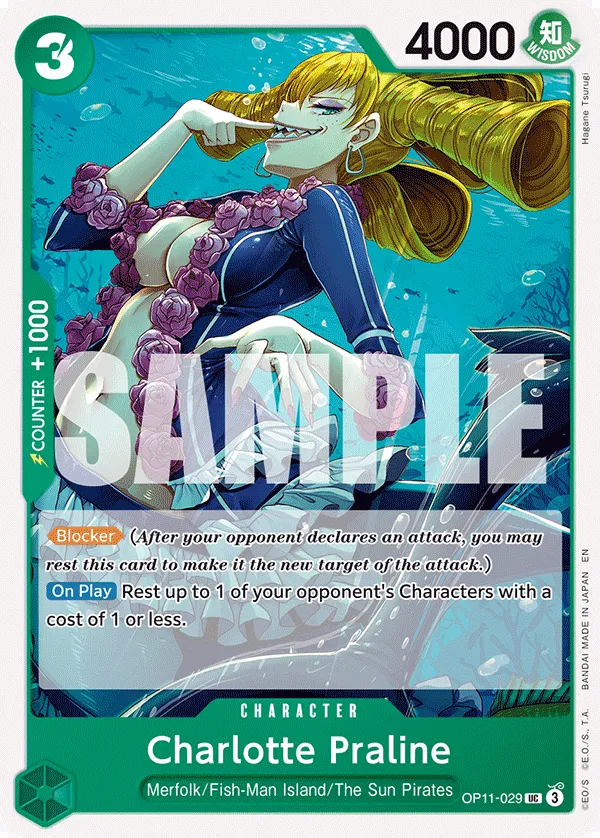 3
4000
知
WISDOM
Hagane Tsurugi
COUNTER +1000
SAMPLE
Blocker (After your opponent declares an attack, you may
rest this card to make it the new target of the attack.)
On Play Rest up to 1 of your opponent's Characters with a
cost of 1 or less.
CHARACTER
Charlotte Praline
Merfolk/Fish-Man Island/The Sun Pirates
OP11-029 UC 3
©E.O/S ©E.O./S., T.A. BANDAI MADE IN JAPAN EN